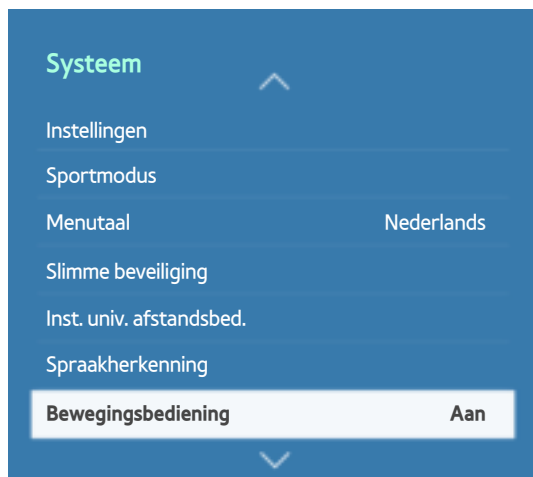 Systeem
Instellingen
Sportmodus
Menutaal Nederlands
Slimme beveiliging
Inst. univ. afstandsbed.
Spraakherkenning
Bewegingsbediening Aan